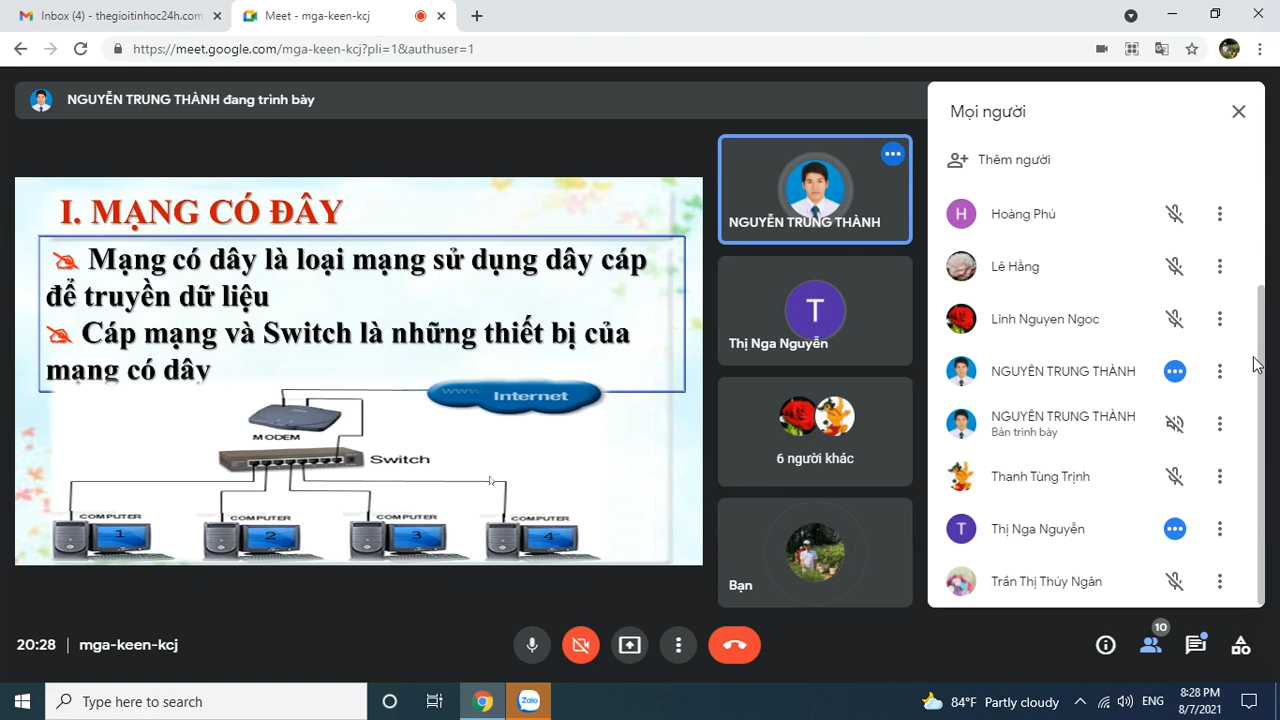 Inbox (4) - thegioitinhoc24h.com
Meet - mga-keen-kcj
https://meet.google.com/mga-keen-kcj?pli=1&authuser=1
NGUYỄN TRUNG THÀNH đang trình bày
I. MẠNG CÓ ĐÂY
Mạng có dây là loại mạng sử dụng dây cáp
để truyền dữ liệu
Cáp mạng và Switch là những thiết bị của
mạng có dây
www
Internet
MODEM
Switch
COMPUTER
COMPUTER
COMPUTER
COMPUTER
1
2
3
4
NGUYỄN TRUNG THÀNH
T
Thị Nga Nguyễn
6 người khác
Bạn
Mọi người
Thêm người
H
Hoàng Phú
Lê Hằng
Linh Nguyen Ngọc
NGUYỄN TRUNG THÀNH
NGUYỄN TRUNG THÀNH
Bản trình bày
Thanh Tùng Trịnh
T
Thị Nga Nguyễn
Trần Thị Thúy Ngân
20:28 | mga-keen-kcj
10
Type here to search
Zalo
84°F Partly cloudy
ENG
8:28 PM
8/7/2021